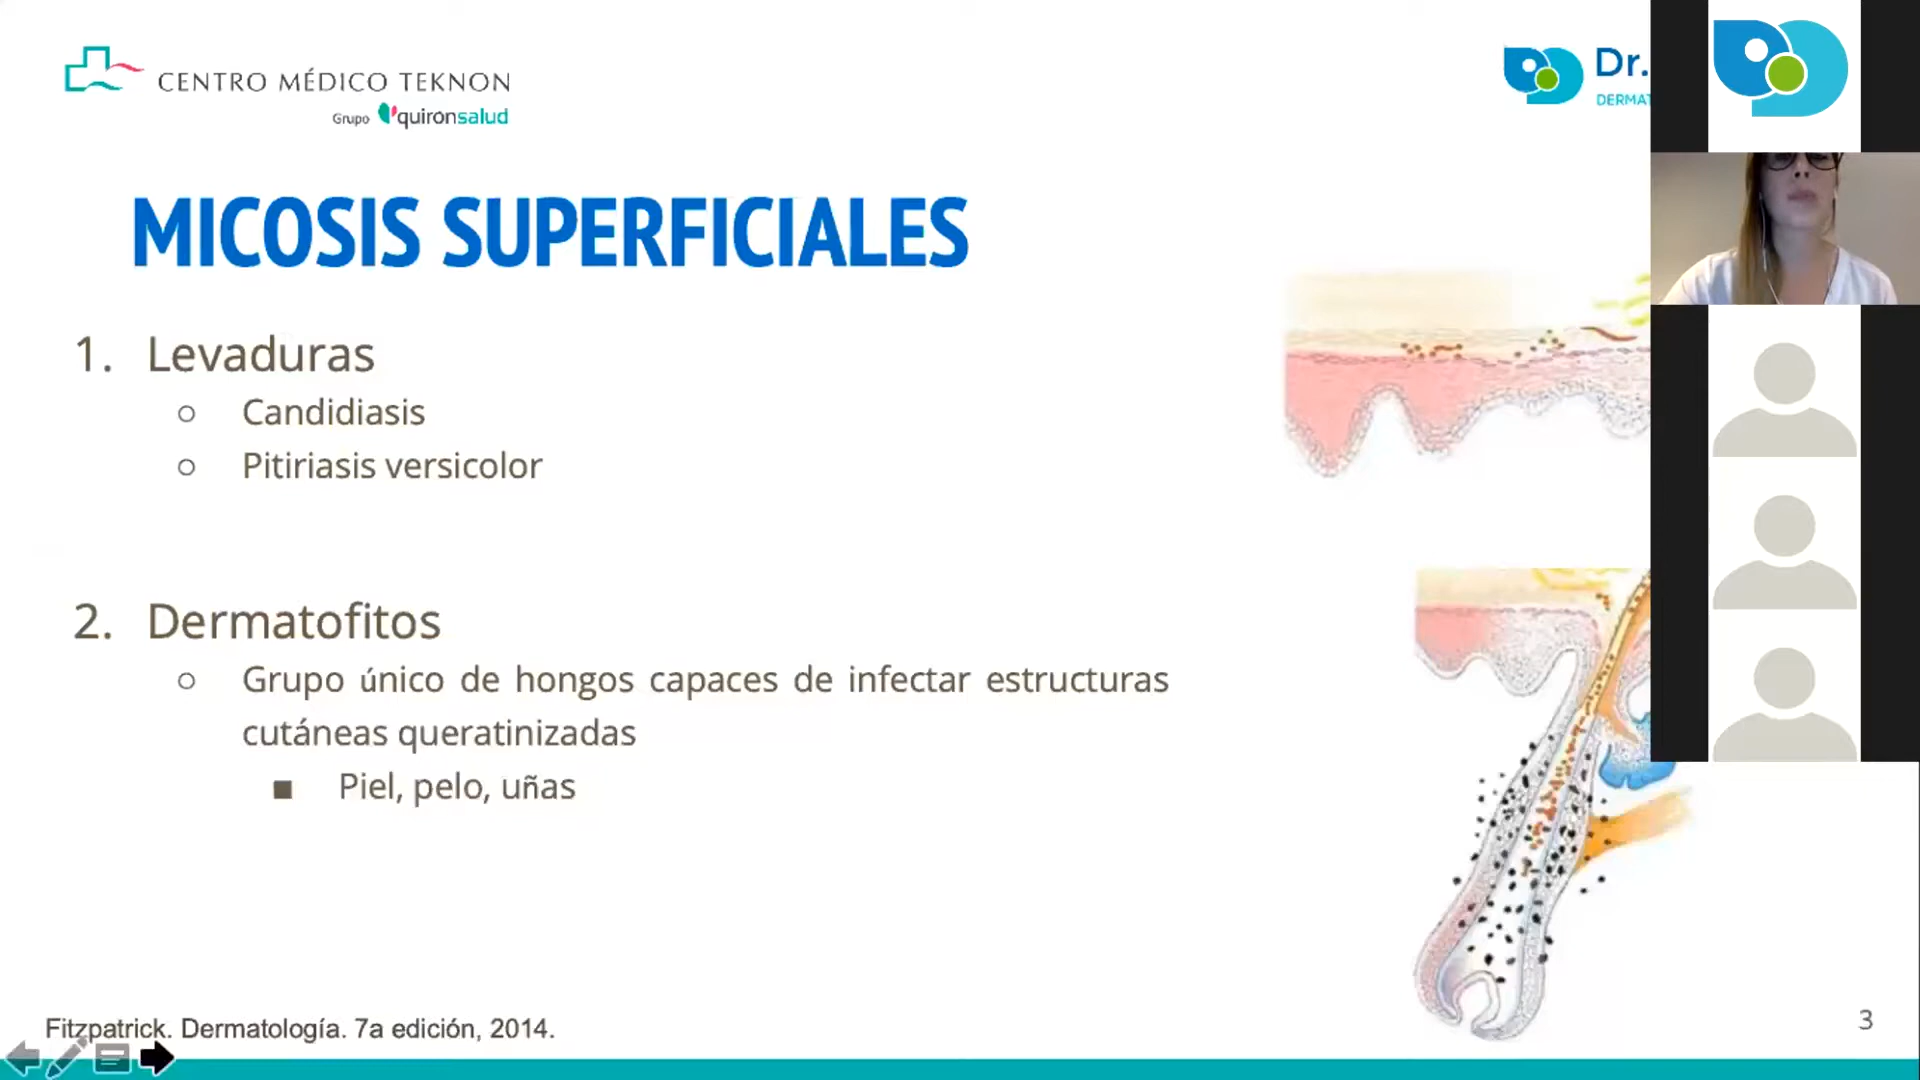 CENTRO MÉDICO TEKNON
Grupo quironsalud
Dr.
MICOSIS SUPERFICIALES
1. Levaduras
○ Candidiasis
○ Pitiriasis versicolor
2. Dermatofitos
○ Grupo único de hongos capaces de infectar estructuras
cutáneas queratinizadas
■ Piel, pelo, uñas
Fitzpatrick. Dermatología. 7a edición, 2014.
3